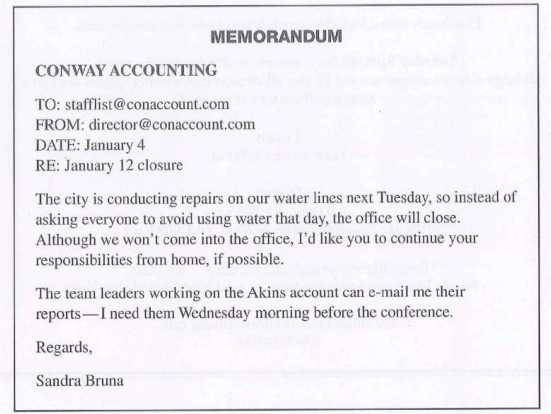 MEMORANDUM
CONWAY ACCOUNTING
TO: stafflist@conaccount.com
FROM: director@conaccount.com
DATE: January 4
RE: January 12 closure
The city is conducting repairs on our water lines next Tuesday, so instead of
asking everyone to avoid using water that day, the office will close.
Although we won't come into the office, I'd like you to continue your
responsibilities from home, if possible.
The team leaders working on the Akins account can e-mail me their
reports—I need them Wednesday morning before the conference.
Regards,
Sandra Bruna